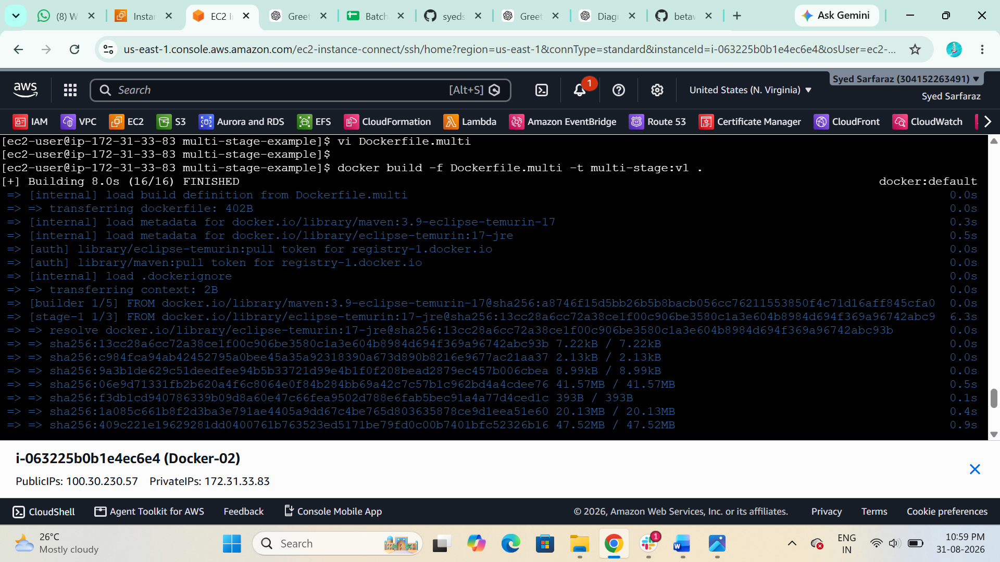 (8) W
Instan
EC2 I
Greet
Batch
syeds
Greet
Diagr
betaw
Ask Gemini
us-east-1.console.aws.amazon.com/ec2-instance-connect/ssh/home?region=us-east-1&connType=standard&instanceId=i-063225b0b1e4ec6e4&osUser=ec2-...
aws
Search
[Alt+S]
1
United States (N. Virginia)
Syed Sarfaraz (304152263491)
Syed Sarfaraz
IAM
VPC
EC2
S3
Aurora and RDS
EFS
CloudFormation
Lambda
Amazon EventBridge
Route 53
Certificate Manager
CloudFront
CloudWatch
[ec2-user@ip-172-31-33-83 multi-stage-example]$ vi Dockerfile.multi
[ec2-user@ip-172-31-33-83 multi-stage-example]$
[ec2-user@ip-172-31-33-83 multi-stage-example]$ docker build -f Dockerfile.multi -t multi-stage:v1 .
[+] Building 8.0s (16/16) FINISHED docker:default
=> [internal] load build definition from Dockerfile.multi 0.0s
=> => transferring dockerfile: 402B 0.0s
=> [internal] load metadata for docker.io/library/maven:3.9-eclipse-temurin-17 0.3s
=> [internal] load metadata for docker.io/library/eclipse-temurin:17-jre 0.5s
=> [auth] library/eclipse-temurin:pull token for registry-1.docker.io 0.0s
=> [auth] library/maven:pull token for registry-1.docker.io 0.0s
=> [internal] load .dockerignore 0.0s
=> => transferring context: 2B 0.0s
=> [builder 1/5] FROM docker.io/library/maven:3.9-eclipse-temurin-17@sha256:a8746f15d5bb26b5b8bacb056cc76211553850f4c71d16aff845cfa0 0.0s
=> [stage-1 1/3] FROM docker.io/library/eclipse-temurin:17-jre@sha256:13cc28a6cc72a38ce1f00c906be3580c1a3e604b8984d694f369a96742abc9 6.3s
=> => resolve docker.io/library/eclipse-temurin:17-jre@sha256:13cc28a6cc72a38ce1f00c906be3580c1a3e604b8984d694f369a96742abc93b 0.0s
=> => sha256:13cc28a6cc72a38ce1f00c906be3580c1a3e604b8984d694f369a96742abc93b 7.22kB / 7.22kB 0.0s
=> => sha256:c984fca94ab42452795a0bee45a35a92318390a673d890b8216e9677ac21aa37 2.13kB / 2.13kB 0.0s
=> => sha256:9a3b1de629c51deedfee94b5b33721d99e4b1f0f208bead2879ec457b006cbea 8.99kB / 8.99kB 0.0s
=> => sha256:06e9d71331fb2b620a4f6c8064e0f84b284bb69a42c7c57b1c962bd4a4cdee76 41.57MB / 41.57MB 0.5s
=> => sha256:f3db1cd940786339b09d8a60e47c66fea9502d788e6fab5bec91a4a77d4ced1c 393B / 393B 0.1s
=> => sha256:1a085c661b8f2d3ba3e791ae4405a9dd67c4be765d803635878ce9d1eea51e60 20.13MB / 20.13MB 0.4s
=> => sha256:409c221e19629281dd0400761b763523ed5171be79fd0c00b7401bfc52326b16 47.52MB / 47.52MB 0.9s
i-063225b0b1e4ec6e4 (Docker-02)
PublicIPs: 100.30.230.57 PrivateIPs: 172.31.33.83
CloudShell
Agent Toolkit for AWS
Feedback
Console Mobile App
© 2026, Amazon Web Services, Inc. or its affiliates.
Privacy
Terms
Cookie preferences
26°C
Mostly cloudy
Search
1
ENG
IN
10:59 PM
31-08-2026